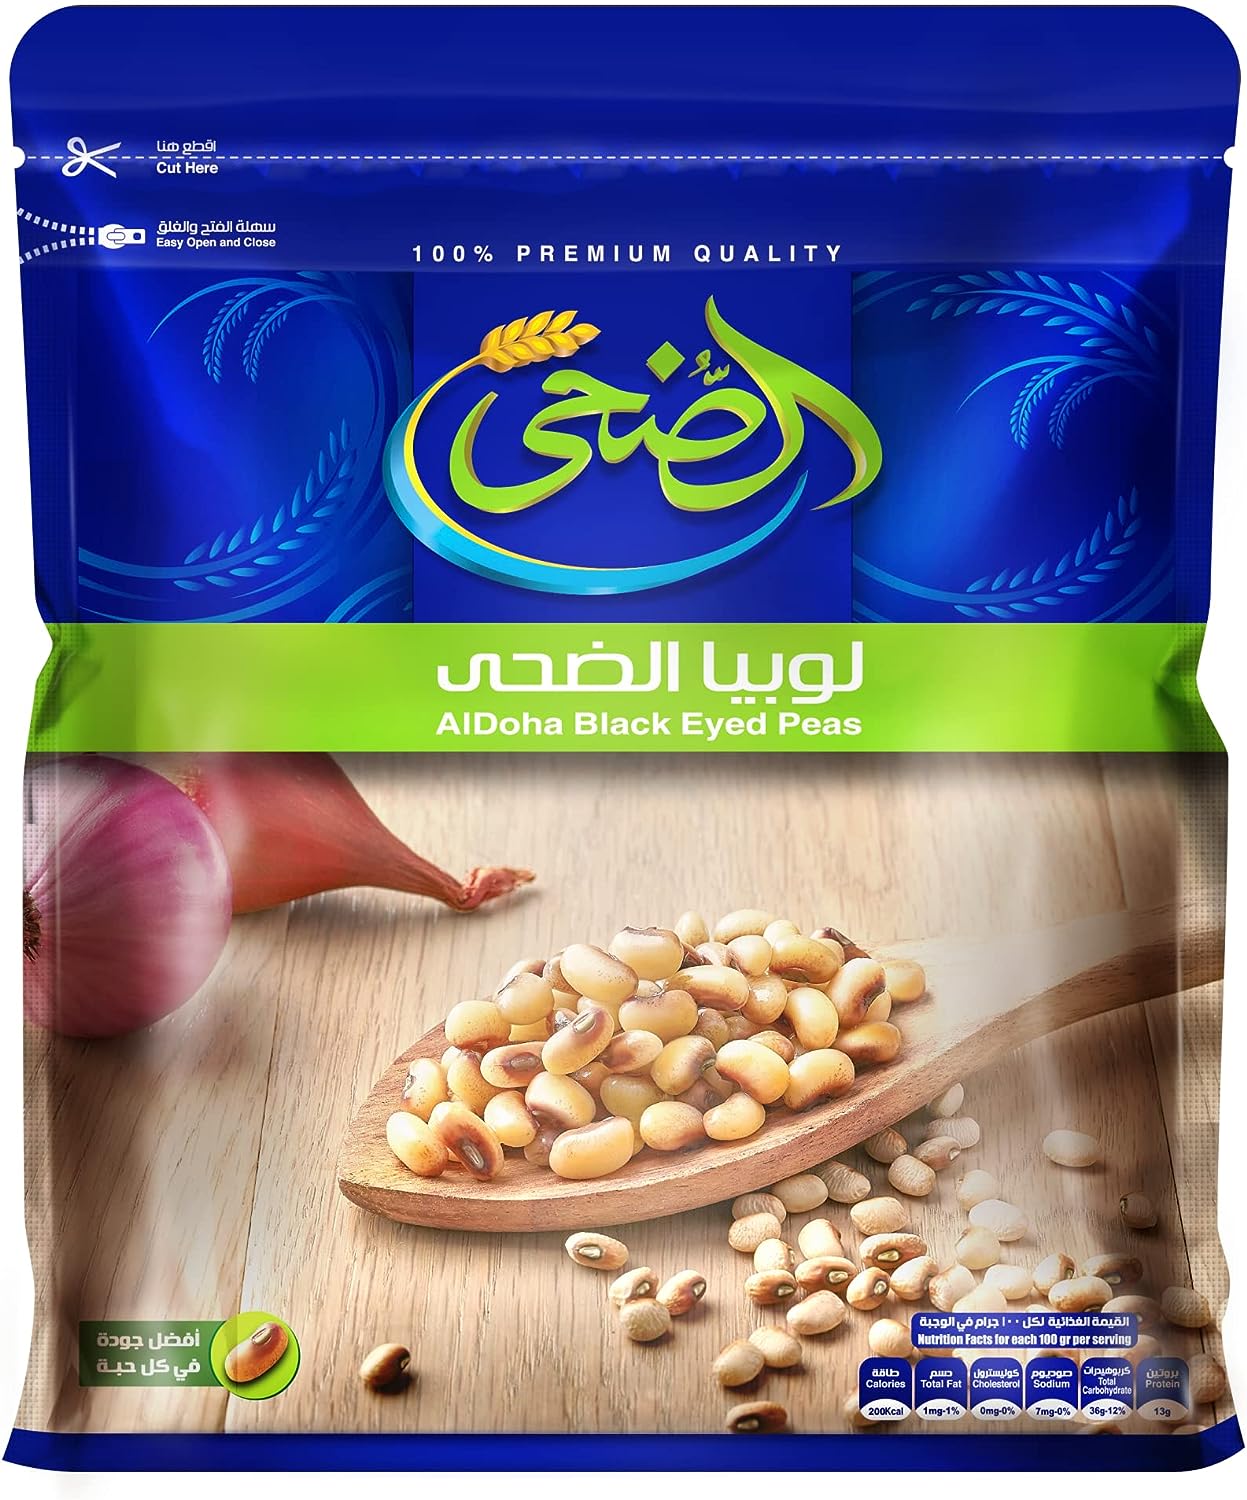 اقطع هنا
Cut Here
سهلة الفتح والغلق
Easy Open and Close
100% PREMIUM QUALITY
الضُّحى
لوبيا الضحى
AlDoha Black Eyed Peas
أفضل جودة
في كل حبة
القيمة الغذائية لكل ١٠٠ جرام في الوجبة
Nutrition Facts for each 100 gr per serving
طاقة
Calories
200Kcal
دسم
Total Fat
1mg-1%
كوليسترول
Cholesterol
0mg-0%
صوديوم
Sodium
7mg-0%
كربوهيدرات
Total
Carbohydrate
36g-12%
بروتين
Protein
13g